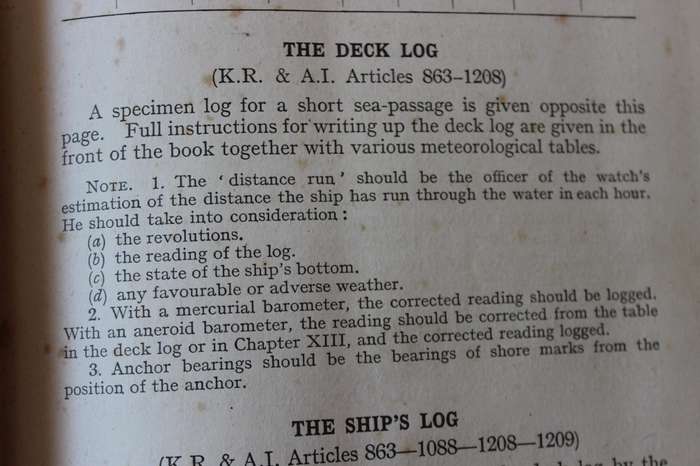 THE DECK LOG
(K.R. & A.I. Articles 863–1208)
A specimen log for a short sea-passage is given opposite this
page. Full instructions for writing up the deck log are given in the
front of the book together with various meteorological tables.
NOTE. 1. The ‘distance run’ should be the officer of the watch’s
estimation of the distance the ship has run through the water in each hour.
He should take into consideration:
(a) the revolutions.
(b) the reading of the log.
(c) the state of the ship’s bottom.
(d) any favourable or adverse weather.
2. With a mercurial barometer, the corrected reading should be logged.
With an aneroid barometer, the reading should be corrected from the table
in the deck log or in Chapter XIII, and the corrected reading logged.
3. Anchor bearings should be the bearings of shore marks from the
position of the anchor.
THE SHIP’S LOG
(K.R. & A.I. Articles 863—1088—1208—1209)
by the